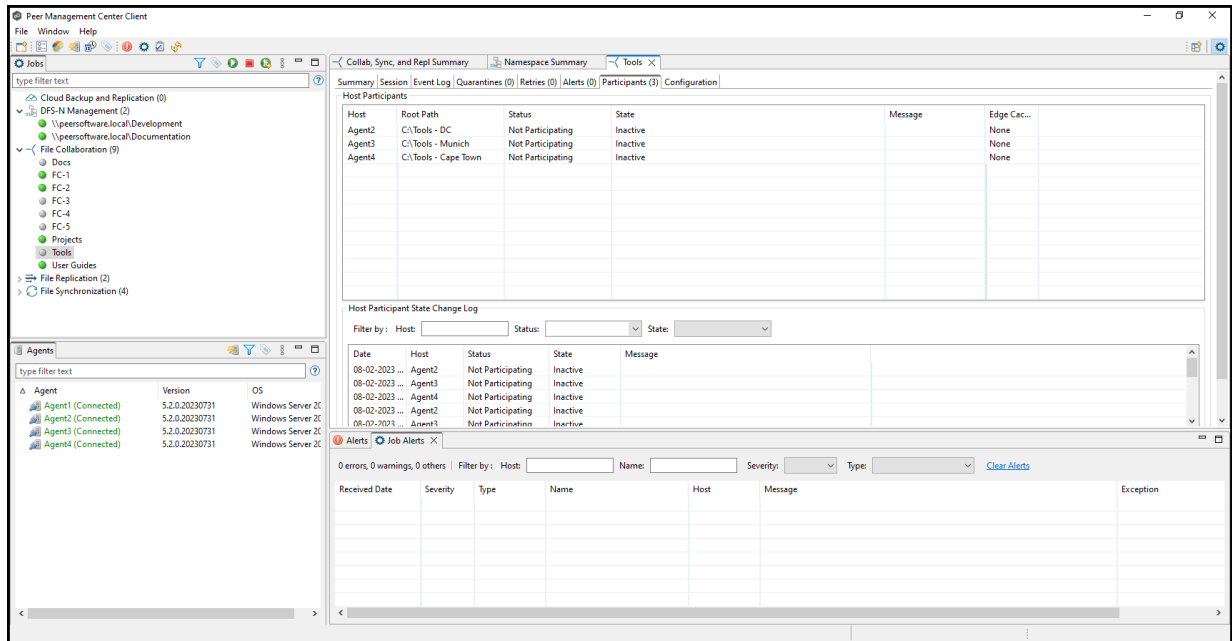 Peer Management Center Client
File Window Help
Jobs
type filter text
Cloud Backup and Replication (0)
DFS-N Management (2)
\\peersoftware.local\Development
\\peersoftware.local\Documentation
File Collaboration (9)
Docs
FC-1
FC-2
FC-3
FC-4
FC-5
Projects
Tools
User Guides
File Replication (2)
File Synchronization (4)
Agents
type filter text
Agent Version OS
Agent1 (Connected) 5.2.0.20230731 Windows Server 20
Agent2 (Connected) 5.2.0.20230731 Windows Server 20
Agent3 (Connected) 5.2.0.20230731 Windows Server 20
Agent4 (Connected) 5.2.0.20230731 Windows Server 20
Collab, Sync, and Repl Summary Namespace Summary Tools
Summary Session Event Log Quarantines (0) Retries (0) Alerts (0) Participants (3) Configuration
Host Participants
Host Root Path Status State Message Edge Cac...
Agent2 C:\Tools - DC Not Participating Inactive None
Agent3 C:\Tools - Munich Not Participating Inactive None
Agent4 C:\Tools - Cape Town Not Participating Inactive None
Host Participant State Change Log
Filter by : Host: Status: State:
Date Host Status State Message
08-02-2023 ... Agent2 Not Participating Inactive
08-02-2023 ... Agent3 Not Participating Inactive
08-02-2023 ... Agent4 Not Participating Inactive
08-02-2023 ... Agent2 Not Participating Inactive
08-02-2023 ... Agent3 Not Participating Inactive
Alerts Job Alerts
0 errors, 0 warnings, 0 others Filter by : Host: Name: Severity: Type: Clear Alerts
Received Date Severity Type Name Host Message Exception